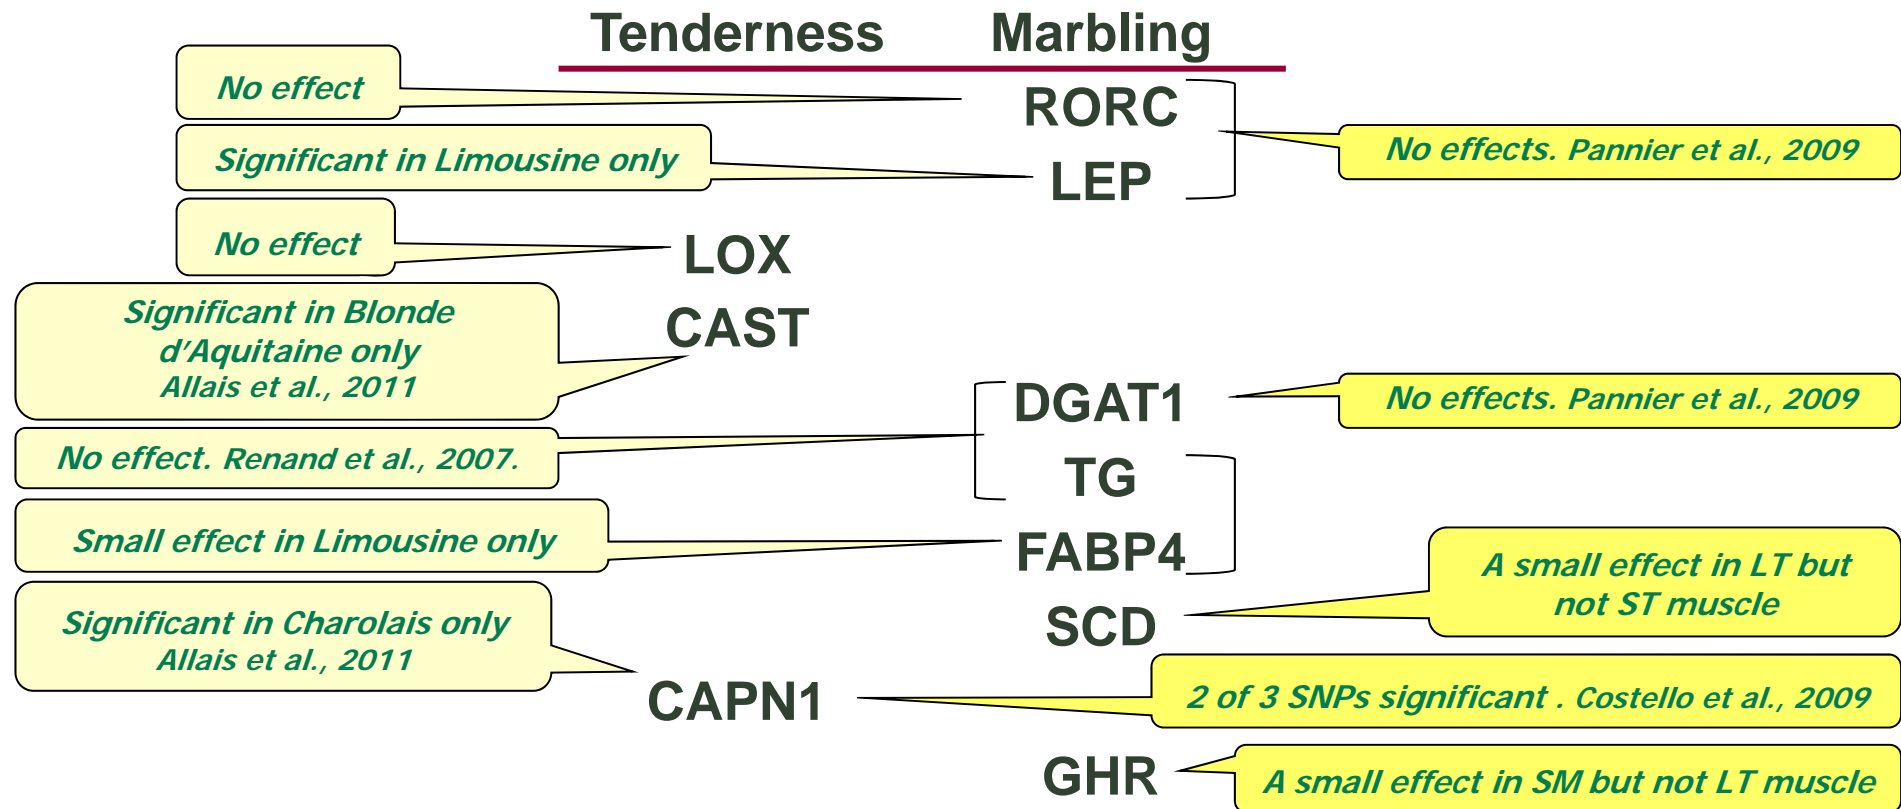 Tenderness Marbling
No effect
RORC
Significant in Limousine only
LEP
No effects. Pannier et al., 2009
No effect
LOX
Significant in Blonde
d’Aquitaine only
Allais et al., 2011
CAST
DGAT1
No effects. Pannier et al., 2009
No effect. Renand et al., 2007.
TG
Small effect in Limousine only
FABP4
A small effect in LT but
not ST muscle
SCD
Significant in Charolais only
Allais et al., 2011
CAPN1
2 of 3 SNPs significant . Costello et al., 2009
GHR
A small effect in SM but not LT muscle